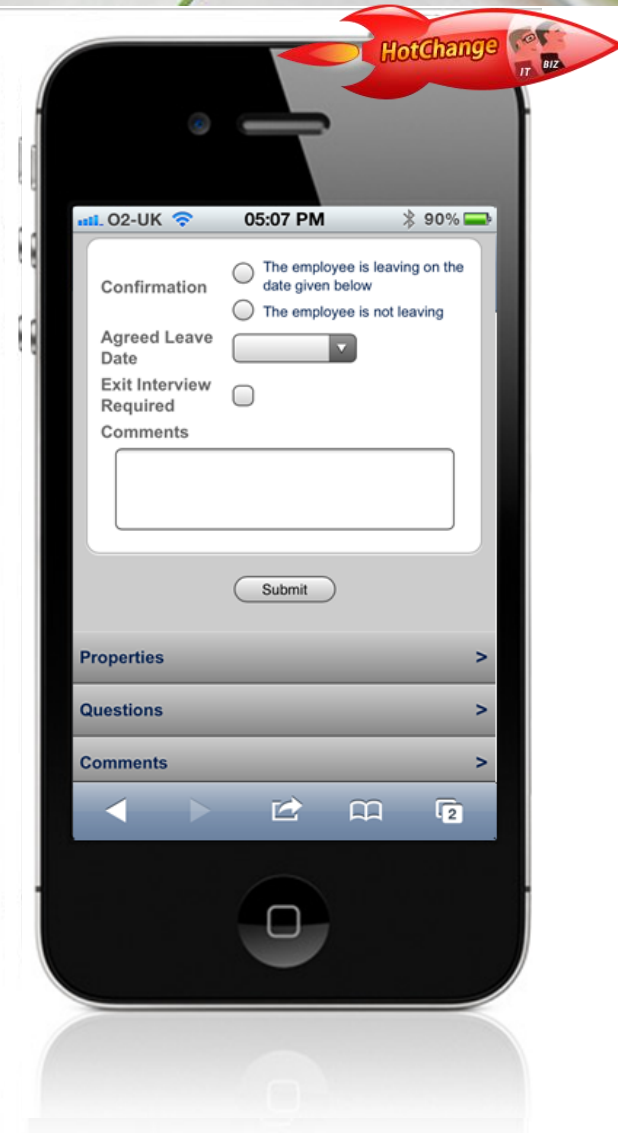 HotChange
IT BIZ
O2-UK 05:07 PM 90%
Confirmation
The employee is leaving on the
date given below
The employee is not leaving
Agreed Leave
Date
Exit Interview
Required
Comments
Submit
Properties >
Questions >
Comments >
2